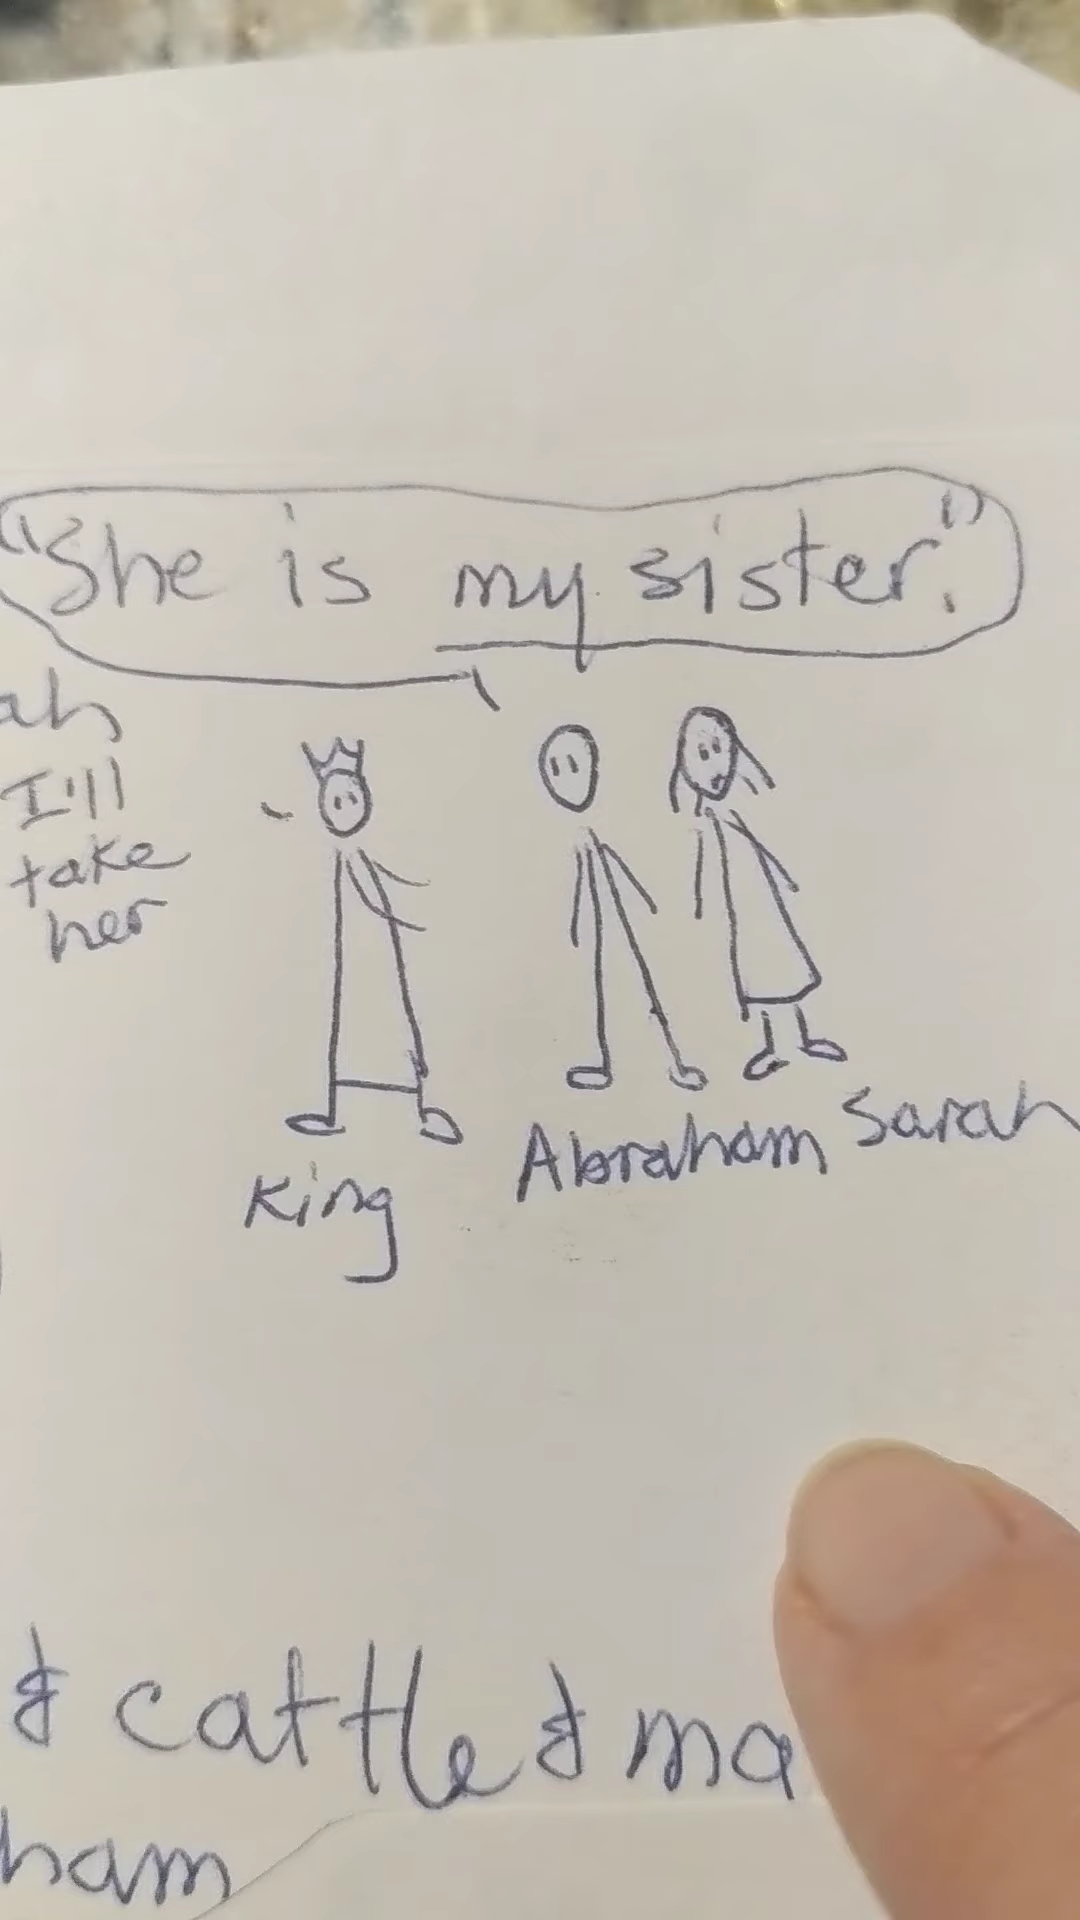 "She is my sister."
I'll
take
her
King
Abraham
Sarah
& cattle & ma
ham